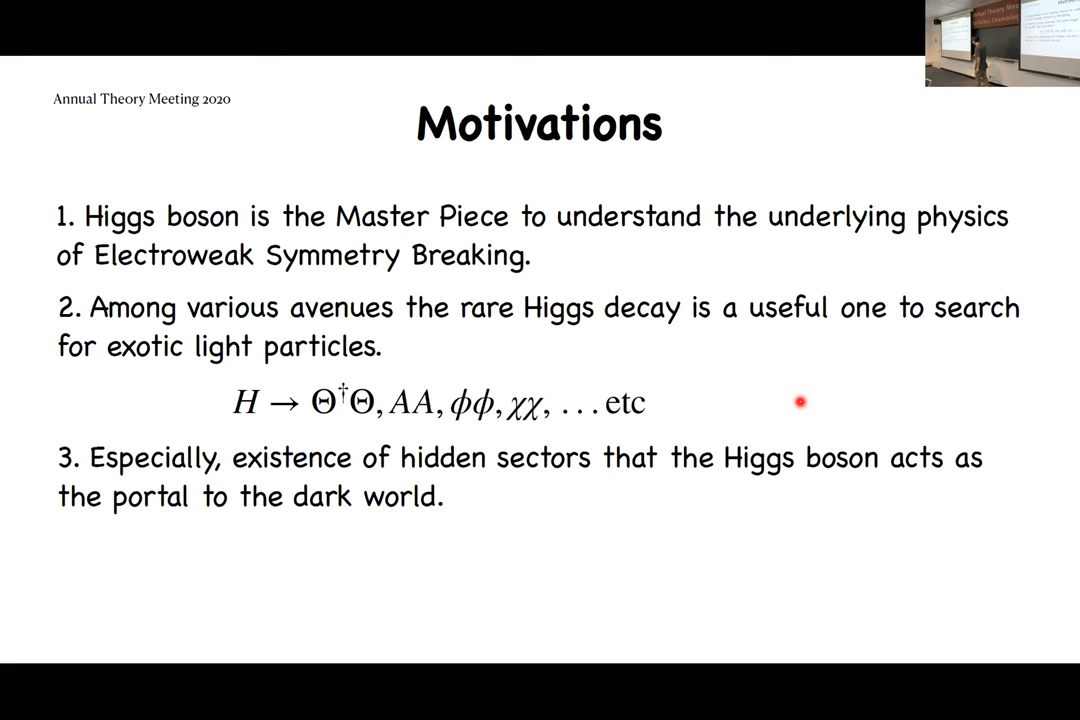 Annual Theory Meeting 2020
Motivations
1. Higgs boson is the Master Piece to understand the underlying physics
of Electroweak Symmetry Breaking.
2. Among various avenues the rare Higgs decay is a useful one to search
for exotic light particles.
H → Θ†Θ, AA, ϕϕ, χχ, … etc
3. Especially, existence of hidden sectors that the Higgs boson acts as
the portal to the dark world.
Annual Theory Mee